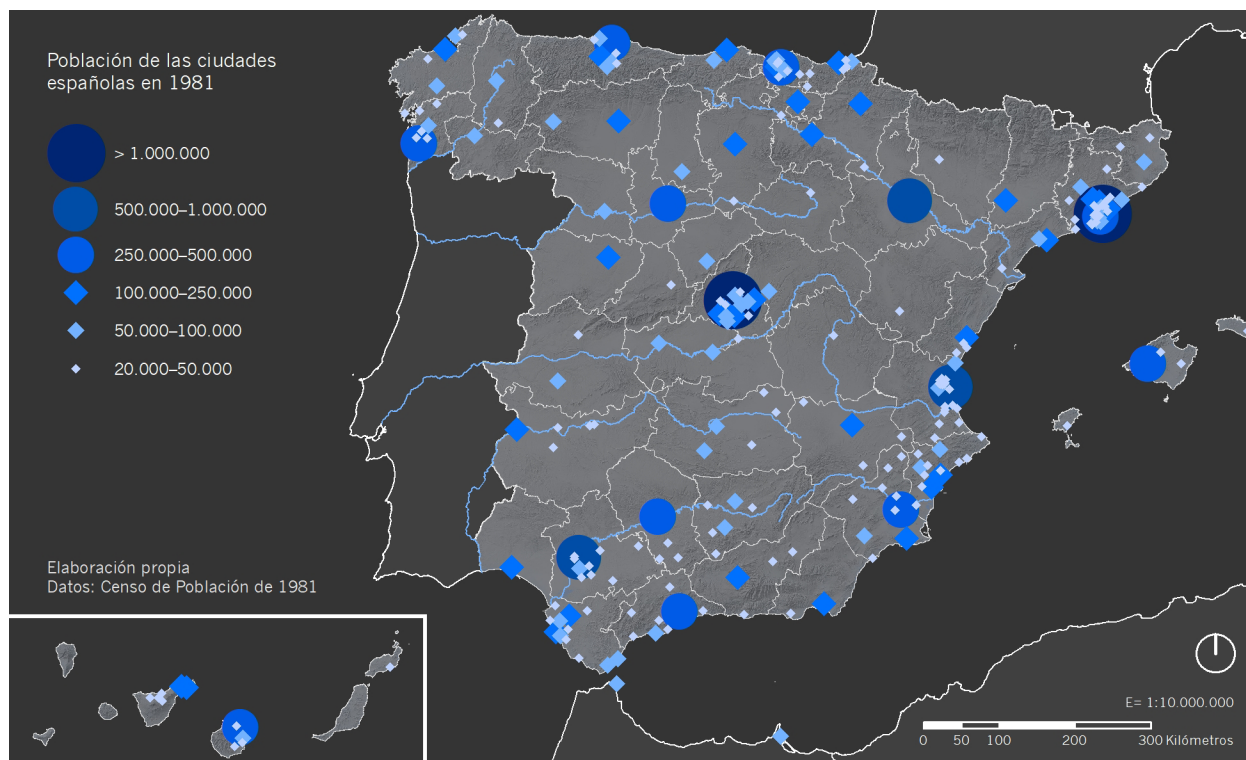 Población de las ciudades
españolas en 1981
> 1.000.000
500.000–1.000.000
250.000–500.000
100.000–250.000
50.000–100.000
20.000–50.000
Elaboración propia
Datos: Censo de Población de 1981
E= 1:10.000.000
0 50 100 200 300 Kilómetros